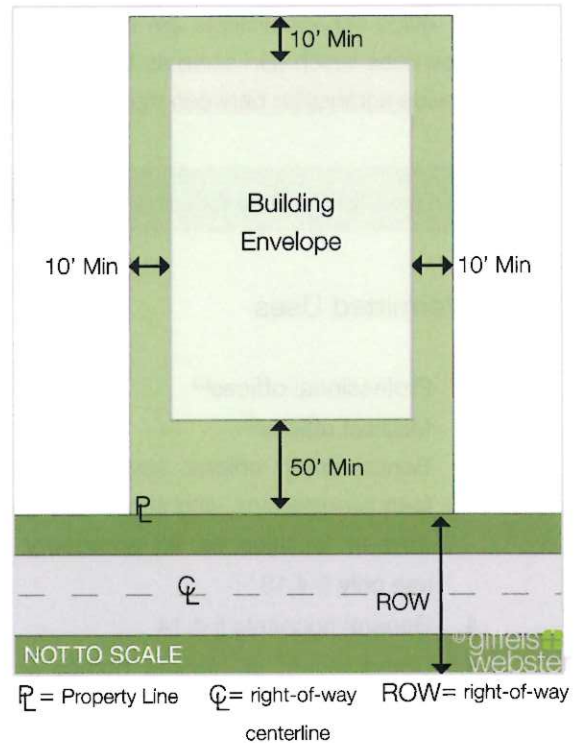 10' Min
Building
Envelope
10' Min
10' Min
50' Min
PL
CL
ROW
NOT TO SCALE
© giffels
webster
PL = Property Line CL = right-of-way ROW = right-of-way
centerline